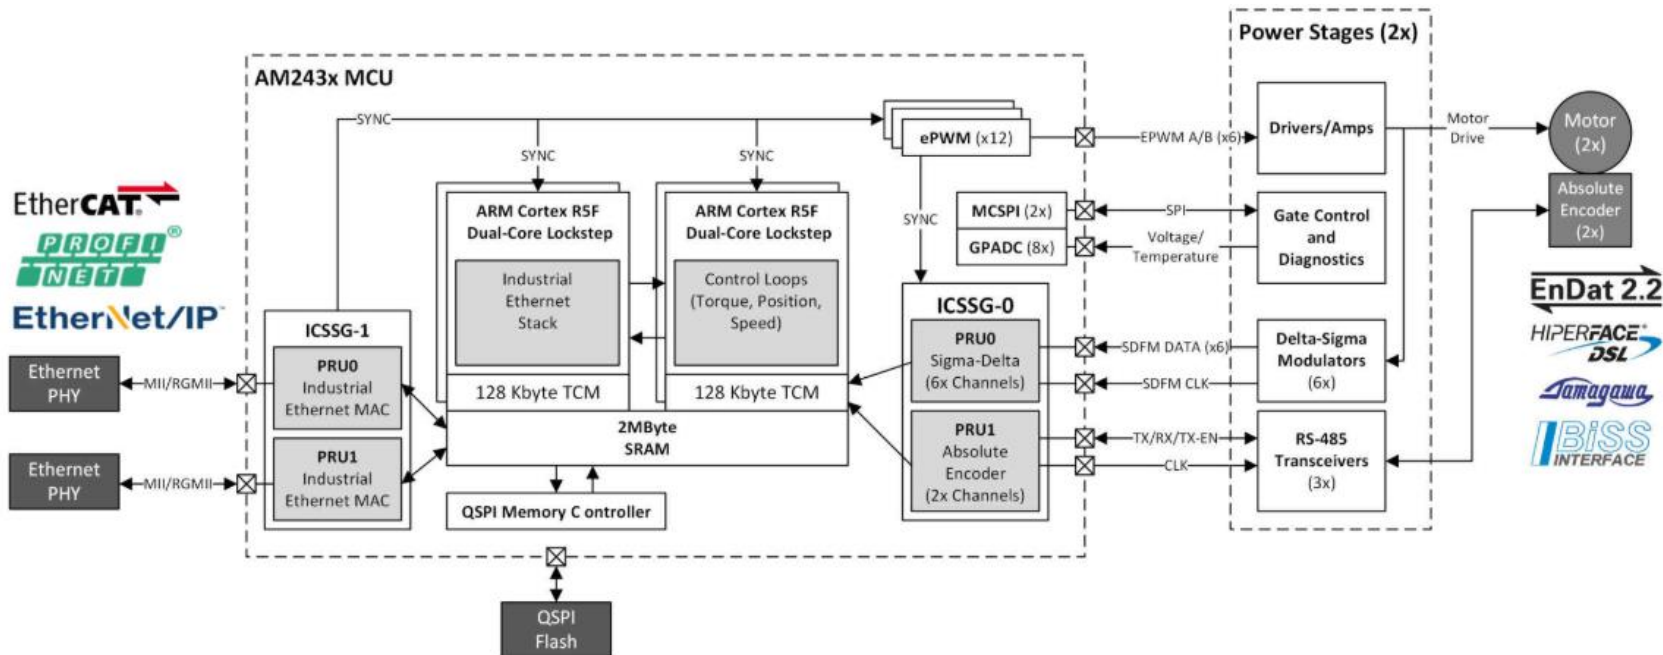 Power Stages (2x)
AM243x MCU
SYNC
ePWM (x12)
EPWM A/B (x6)
Drivers/Amps
Motor
Drive
Motor
(2x)
SYNC
SYNC
EtherCAT®
PROFI®
NET
EtherNet/IP™
ARM Cortex R5F
Dual-Core Lockstep
Industrial
Ethernet
Stack
128 Kbyte TCM
ARM Cortex R5F
Dual-Core Lockstep
Control Loops
(Torque, Position,
Speed)
128 Kbyte TCM
2MByte
SRAM
SYNC
MCSPI (2x)
GPADC (8x)
SPI
Voltage/
Temperature
Gate Control
and
Diagnostics
Absolute
Encoder
(2x)
ICSSG-1
PRU0
Industrial
Ethernet MAC
PRU1
Industrial
Ethernet MAC
Ethernet
PHY
MII/RGMII
Ethernet
PHY
MII/RGMII
ICSSG-0
PRU0
Sigma-Delta
(6x Channels)
PRU1
Absolute
Encoder
(2x Channels)
SDFM DATA (x6)
SDFM CLK
Delta-Sigma
Modulators
(6x)
TX/RX/TX-EN
CLK
RS-485
Transceivers
(3x)
EnDat 2.2
HIPERFACE®
DSL
Tamagawa
BiSS
INTERFACE
QSPI Memory C ontroller
QSPI
Flash